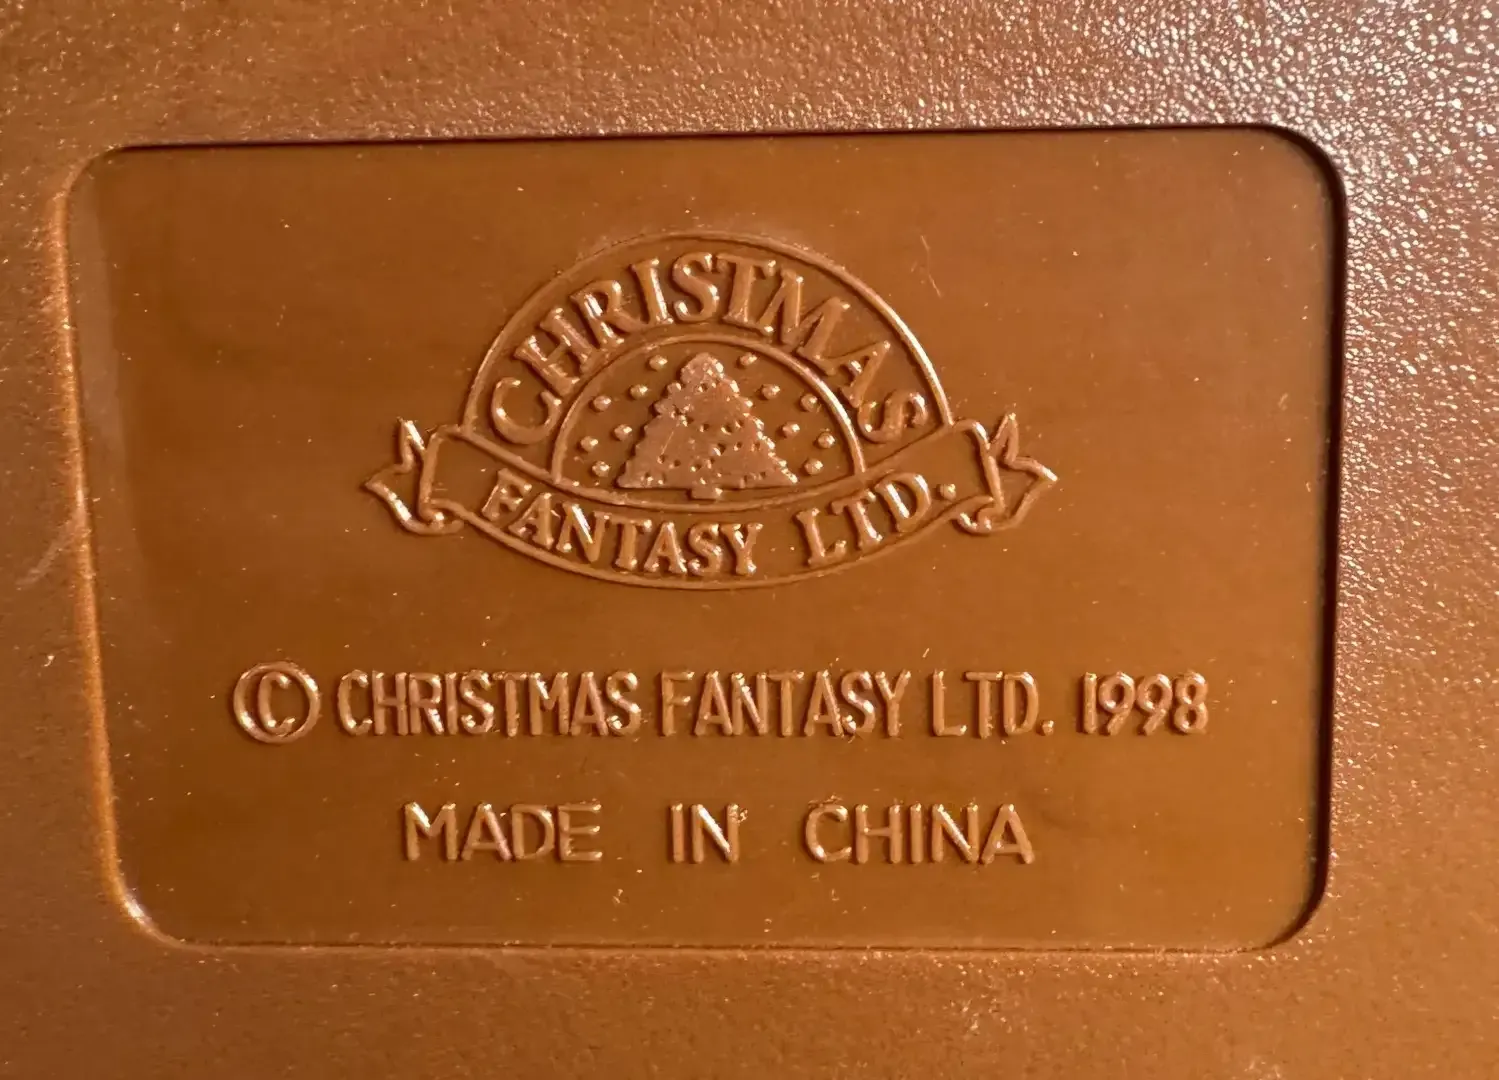 CHRISTMAS
FANTASY LTD.
© CHRISTMAS FANTASY LTD. 1998
MADE IN CHINA